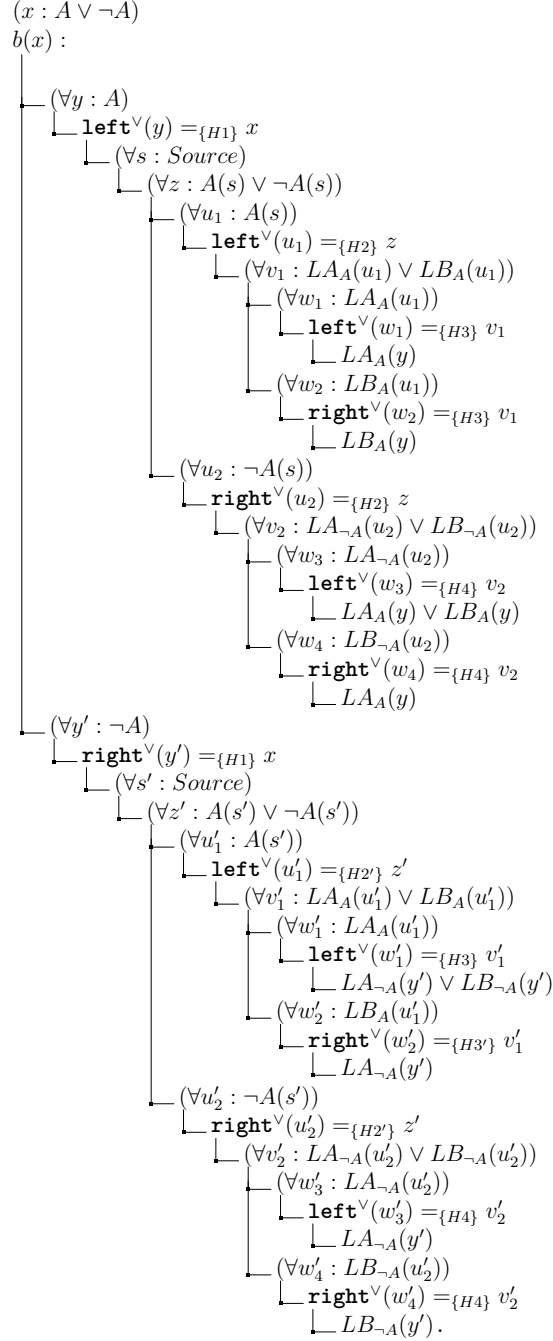 (x : A ∨ ¬A)
b(x) :
(∀y : A)
left^∨(y) =_{H1} x
(∀s : Source)
(∀z : A(s) ∨ ¬A(s))
(∀u₁ : A(s))
left^∨(u₁) =_{H2} z
(∀v₁ : LA_A(u₁) ∨ LB_A(u₁))
(∀w₁ : LA_A(u₁))
left^∨(w₁) =_{H3} v₁
LA_A(y)
(∀w₂ : LB_A(u₁))
right^∨(w₂) =_{H3} v₁
LB_A(y)
(∀u₂ : ¬A(s))
right^∨(u₂) =_{H2} z
(∀v₂ : LA_{¬A}(u₂) ∨ LB_{¬A}(u₂))
(∀w₃ : LA_{¬A}(u₂))
left^∨(w₃) =_{H4} v₂
LA_A(y) ∨ LB_A(y)
(∀w₄ : LB_{¬A}(u₂))
right^∨(w₄) =_{H4} v₂
LA_A(y)
(∀y′ : ¬A)
right^∨(y′) =_{H1} x
(∀s′ : Source)
(∀z′ : A(s′) ∨ ¬A(s′))
(∀u′₁ : A(s′))
left^∨(u′₁) =_{H2′} z′
(∀v′₁ : LA_A(u′₁) ∨ LB_A(u′₁))
(∀w′₁ : LA_A(u′₁))
left^∨(w′₁) =_{H3} v′₁
LA_{¬A}(y′) ∨ LB_{¬A}(y′)
(∀w′₂ : LB_A(u′₁))
right^∨(w′₂) =_{H3′} v′₁
LA_{¬A}(y′)
(∀u′₂ : ¬A(s′))
right^∨(u′₂) =_{H2′} z′
(∀v′₂ : LA_{¬A}(u′₂) ∨ LB_{¬A}(u′₂))
(∀w′₃ : LA_{¬A}(u′₂))
left^∨(w′₃) =_{H4} v′₂
LA_{¬A}(y′)
(∀w′₄ : LB_{¬A}(u′₂))
right^∨(w′₄) =_{H4} v′₂
LB_{¬A}(y′).